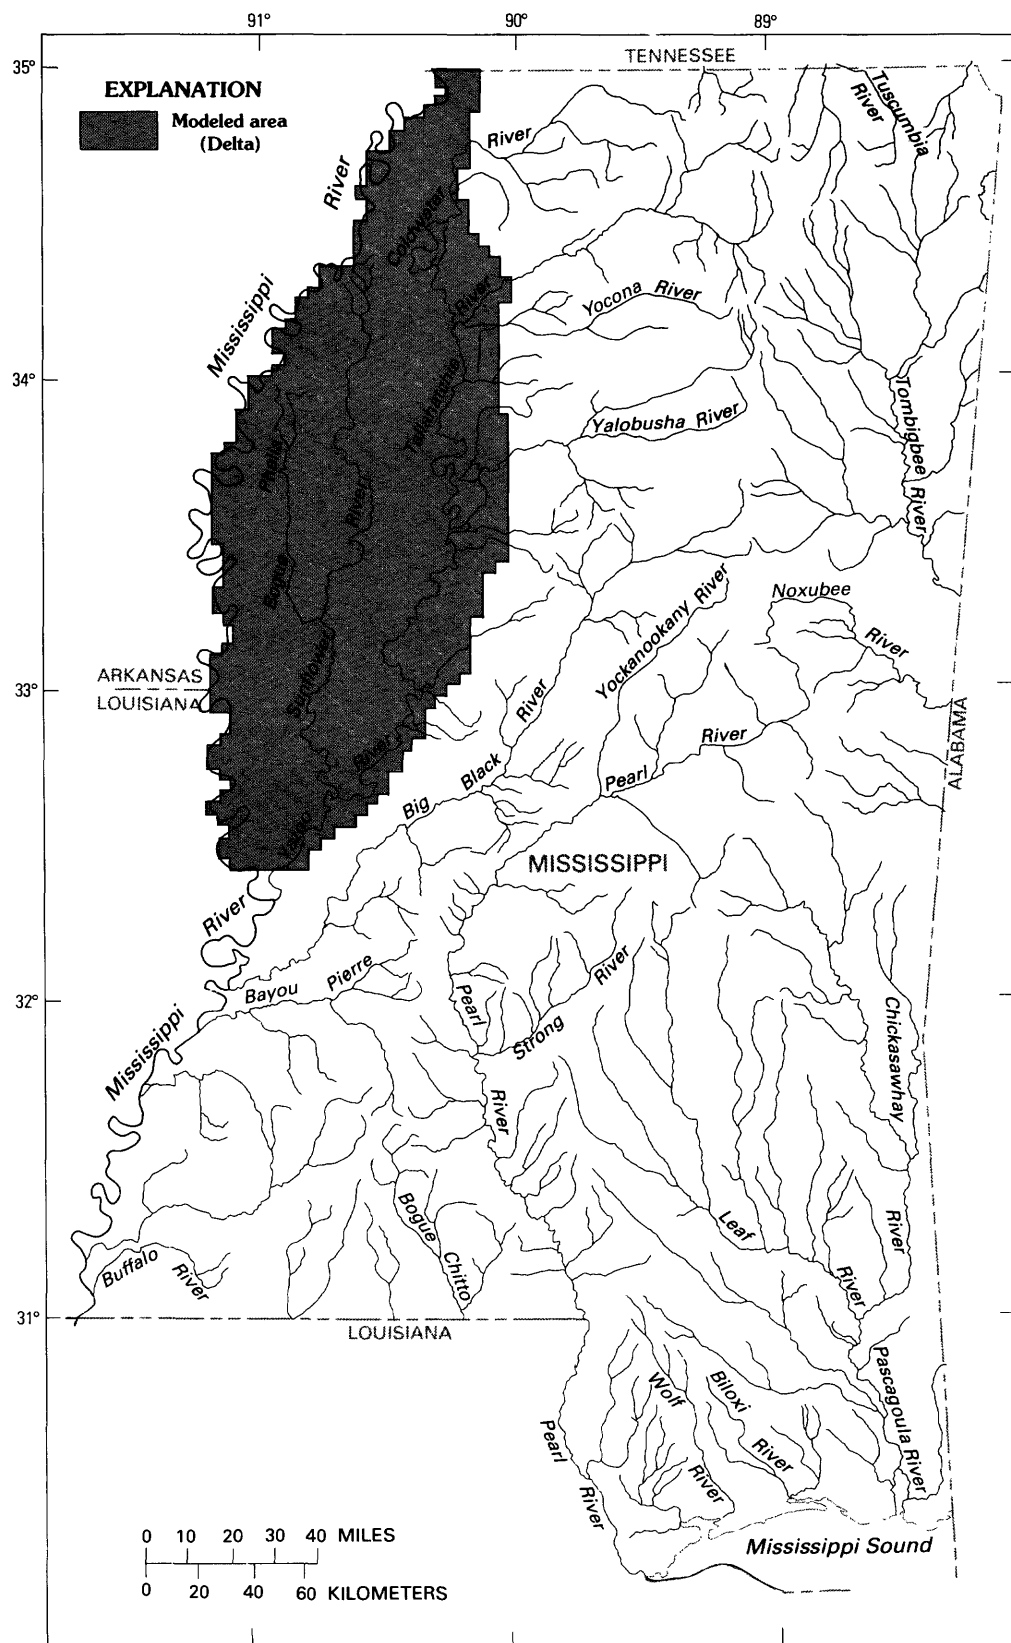 91° 90° 89°
35°
TENNESSEE
EXPLANATION
Modeled area
(Delta)
Tuscumbia
River
River
River
Coldwater
Mississippi
River
Yocona River
34°
Tallahatchie
Tombigbee River
Yalobusha River
Phalia
River
Bogue
Yockanookany River
Noxubee
River
Sunflower
ARKANSAS
33°
LOUISIANA
River
River
ALABAMA
River
Black
Pearl
Big
Yazoo
MISSISSIPPI
River
River
Pierre
Bayou
32°
Pearl
Strong
Chickasawhay
Mississippi
River
Bogue
Leaf
River
Chitto
Buffalo
River
River
31°
LOUISIANA
Pascagoula River
Wolf
Biloxi
Pearl
River
River
River
0 10 20 30 40 MILES
Mississippi Sound
0 20 40 60 KILOMETERS